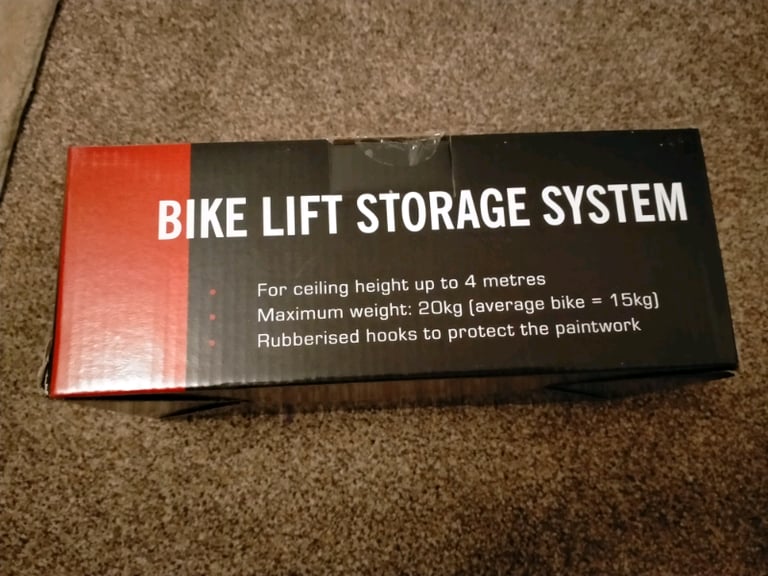 BIKE LIFT STORAGE SYSTEM
• For ceiling height up to 4 metres
• Maximum weight: 20kg (average bike = 15kg)
• Rubberised hooks to protect the paintwork